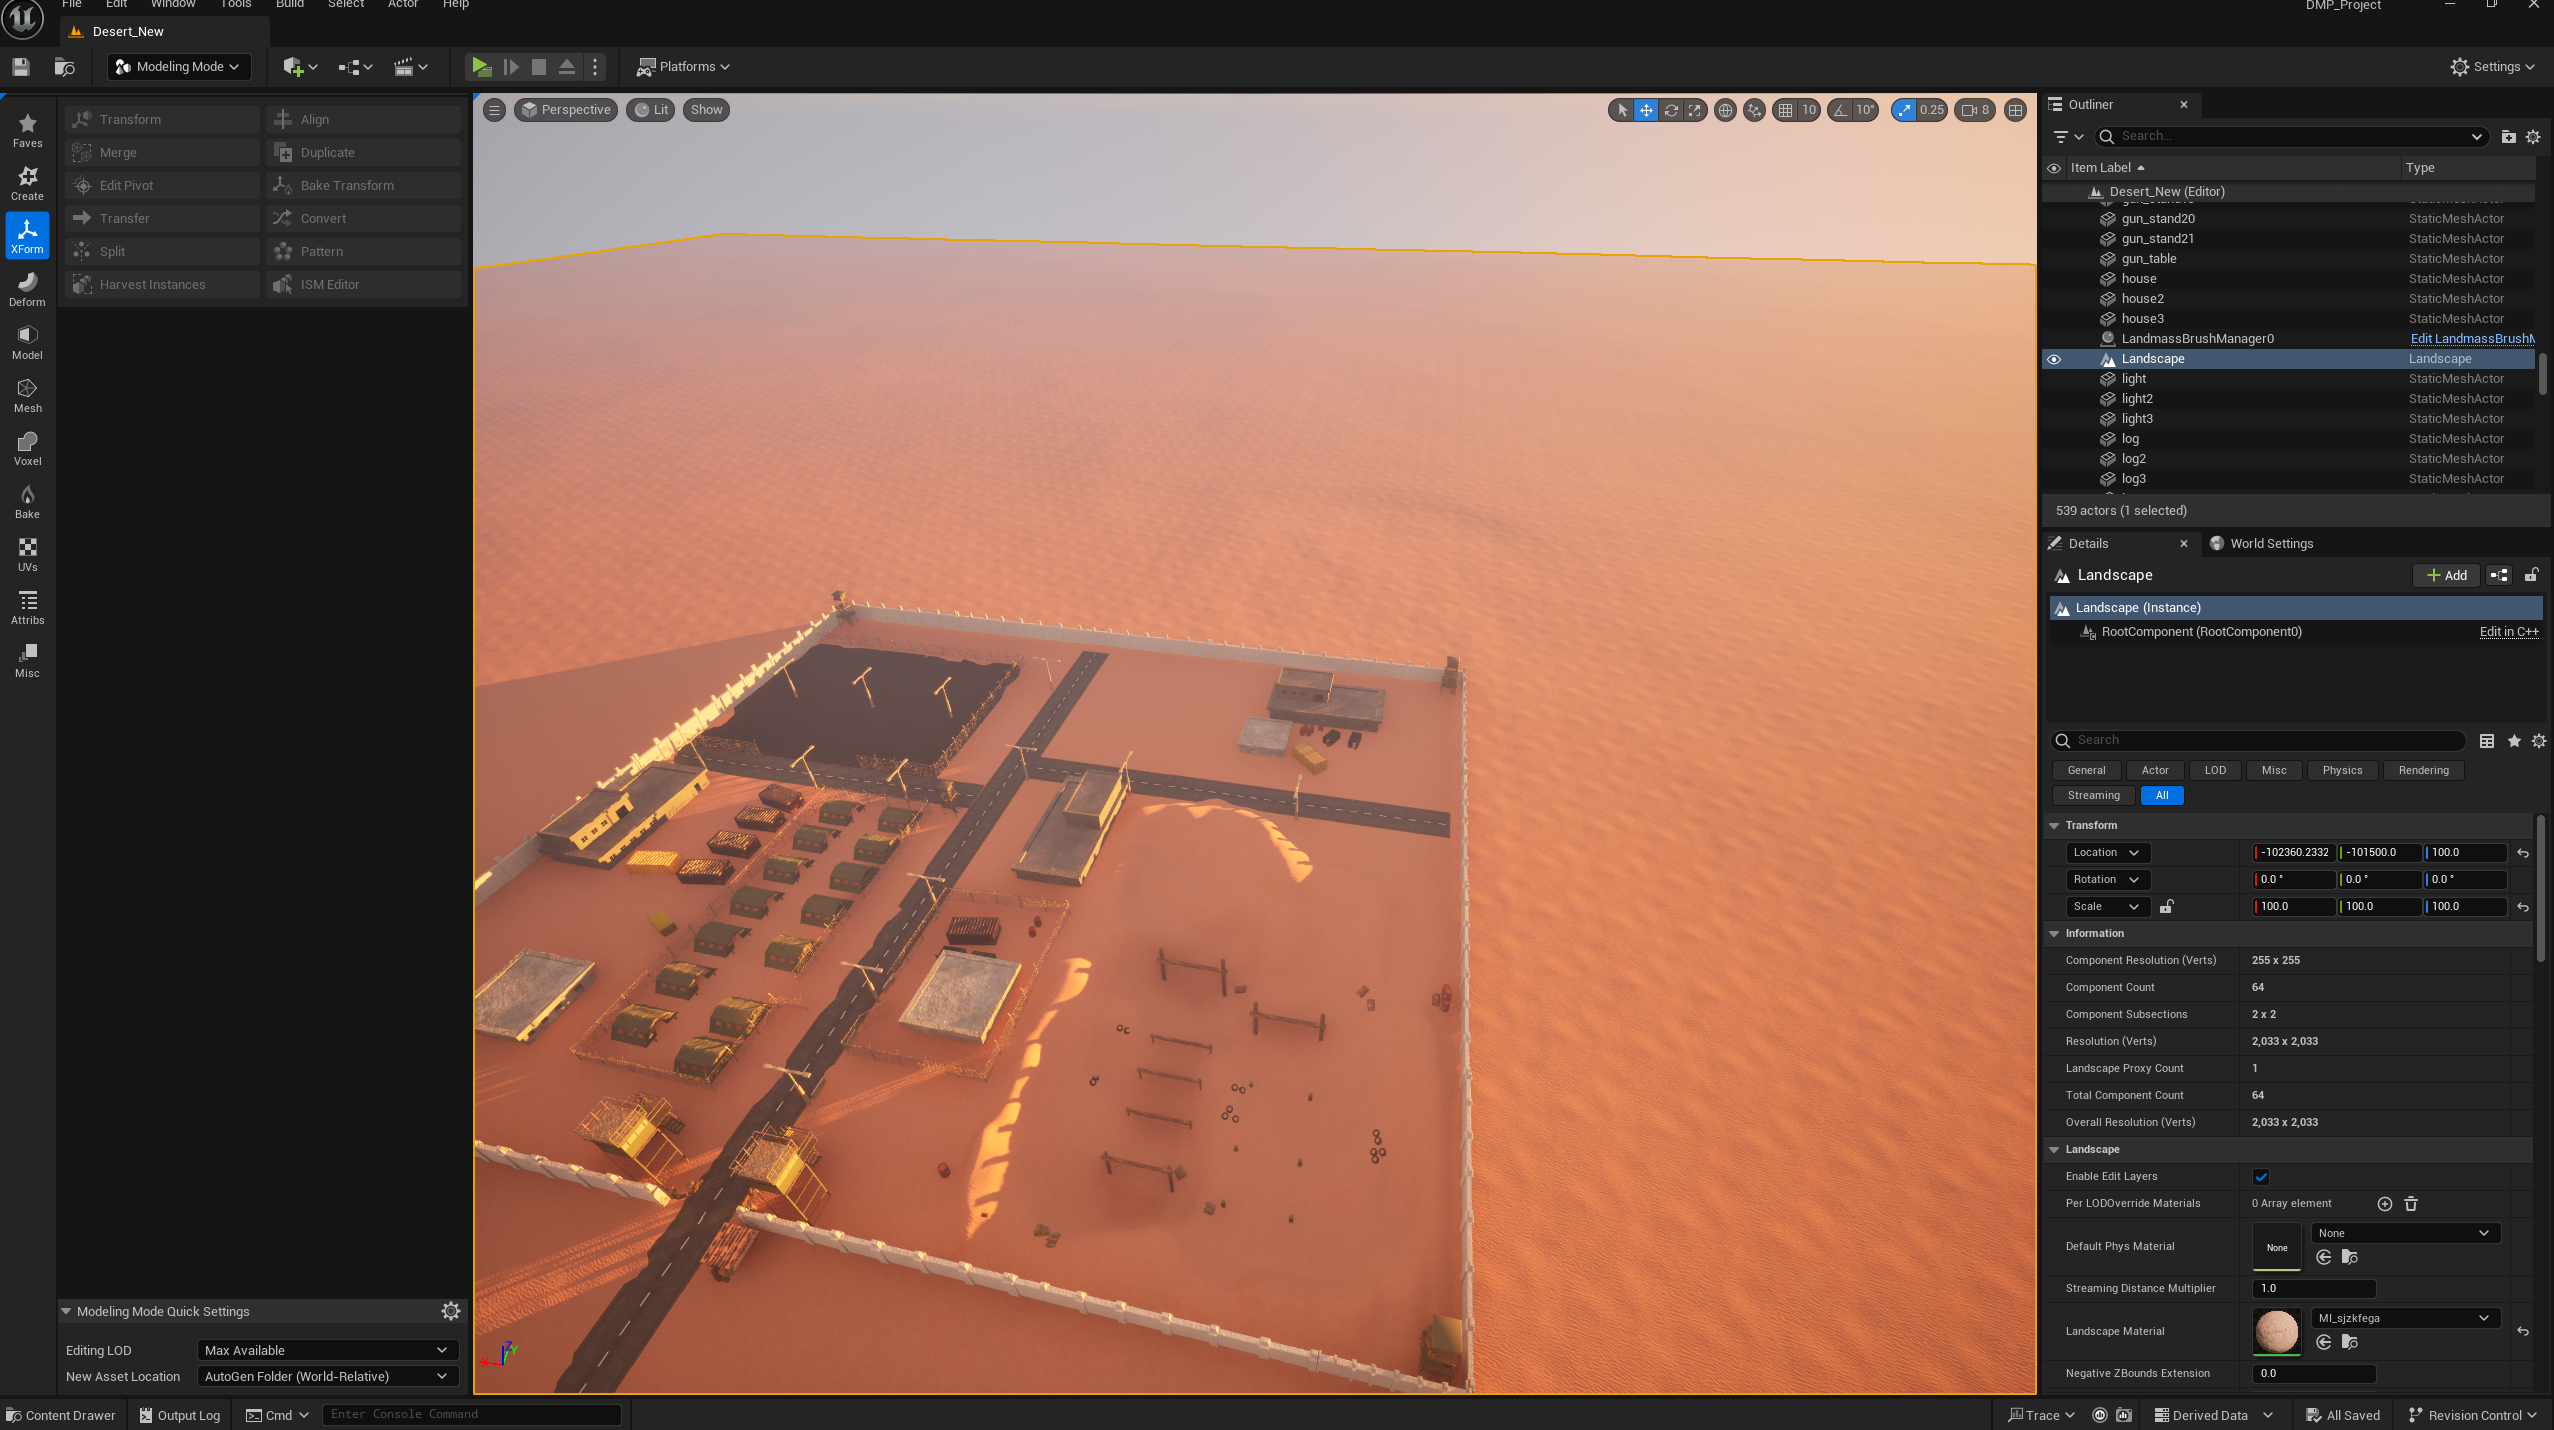 File Edit Window Tools Build Select Actor Help
DMP_Project
Desert_New
Modeling Mode
Platforms
Settings
Faves
Create
XForm
Deform
Model
Mesh
Voxel
Bake
UVs
Attribs
Misc
Transform Align
Merge Duplicate
Edit Pivot Bake Transform
Transfer Convert
Split Pattern
Harvest Instances ISM Editor
Modeling Mode Quick Settings
Editing LOD Max Available
New Asset Location AutoGen Folder (World-Relative)
Perspective Lit Show
10 10° 0.25 8
Z
Y
Outliner
Search...
Item Label Type
Desert_New (Editor)
gun_stand20 StaticMeshActor
gun_stand21 StaticMeshActor
gun_table StaticMeshActor
house StaticMeshActor
house2 StaticMeshActor
house3 StaticMeshActor
LandmassBrushManager0 Edit LandmassBrushM
Landscape Landscape
light StaticMeshActor
light2 StaticMeshActor
light3 StaticMeshActor
log StaticMeshActor
log2 StaticMeshActor
log3 StaticMeshActor
539 actors (1 selected)
Details World Settings
Landscape Add
Landscape (Instance)
RootComponent (RootComponent0) Edit in C++
Search
General Actor LOD Misc Physics Rendering
Streaming All
Transform
Location -102360.2332 -101500.0 100.0
Rotation 0.0 ° 0.0 ° 0.0 °
Scale 100.0 100.0 100.0
Information
Component Resolution (Verts) 255 x 255
Component Count 64
Component Subsections 2 x 2
Resolution (Verts) 2,033 x 2,033
Landscape Proxy Count 1
Total Component Count 64
Overall Resolution (Verts) 2,033 x 2,033
Landscape
Enable Edit Layers
Per LODOverride Materials 0 Array element
Default Phys Material None None
Streaming Distance Multiplier 1.0
Landscape Material MI_sjzkfega
Negative ZBounds Extension 0.0
Content Drawer Output Log Cmd Enter Console Command
Trace Derived Data All Saved Revision Control